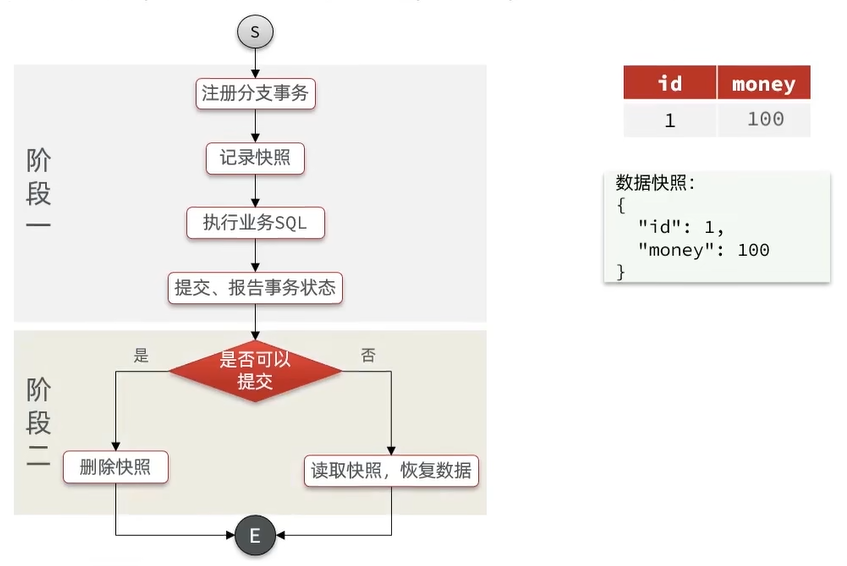 S
阶
段
一
注册分支事务
记录快照
执行业务SQL
提交、报告事务状态
阶
段
二
是否可以
提交
是
否
删除快照
读取快照，恢复数据
E
id money
1 100
数据快照：
{
"id": 1,
"money": 100
}